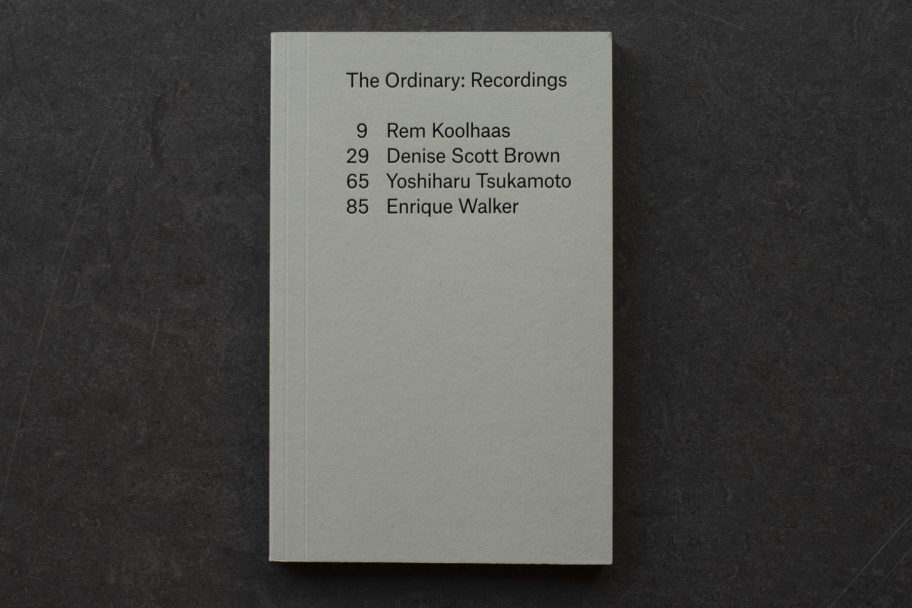 The Ordinary: Recordings
9 Rem Koolhaas
29 Denise Scott Brown
65 Yoshiharu Tsukamoto
85 Enrique Walker